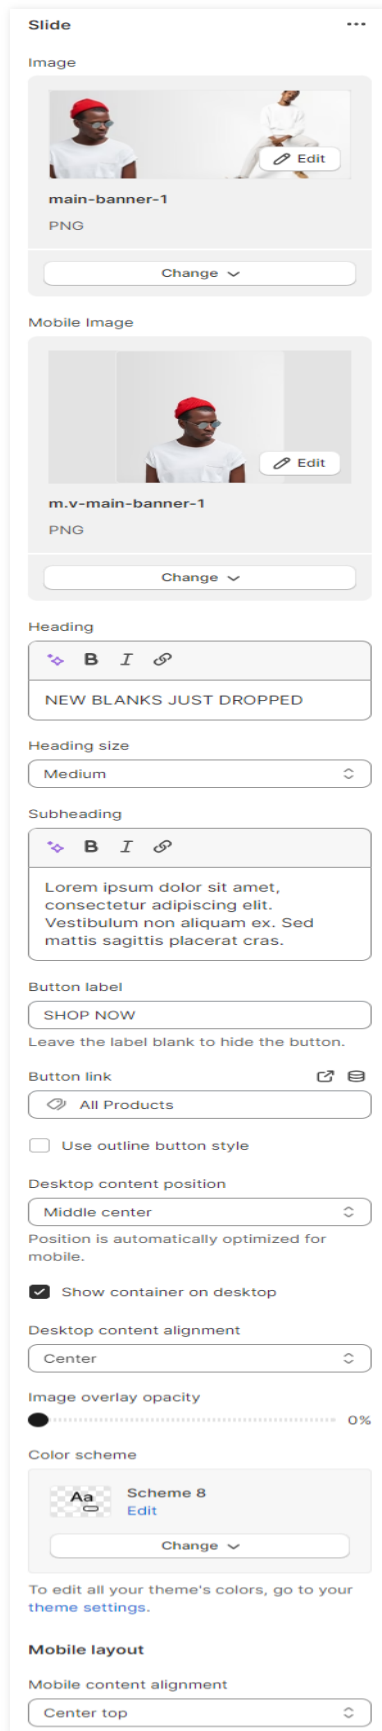 Slide
Image
Edit
main-banner-1
PNG
Change
Mobile Image
Edit
m.v-main-banner-1
PNG
Change
Heading
B I
NEW BLANKS JUST DROPPED
Heading size
Medium
Subheading
B I
Lorem ipsum dolor sit amet,
consectetur adipiscing elit.
Vestibulum non aliquam ex. Sed
mattis sagittis placerat cras.
Button label
SHOP NOW
Leave the label blank to hide the button.
Button link
All Products
Use outline button style
Desktop content position
Middle center
Position is automatically optimized for
mobile.
Show container on desktop
Desktop content alignment
Center
Image overlay opacity
0%
Color scheme
Aa
Scheme 8
Edit
Change
To edit all your theme's colors, go to your
theme settings.
Mobile layout
Mobile content alignment
Center top